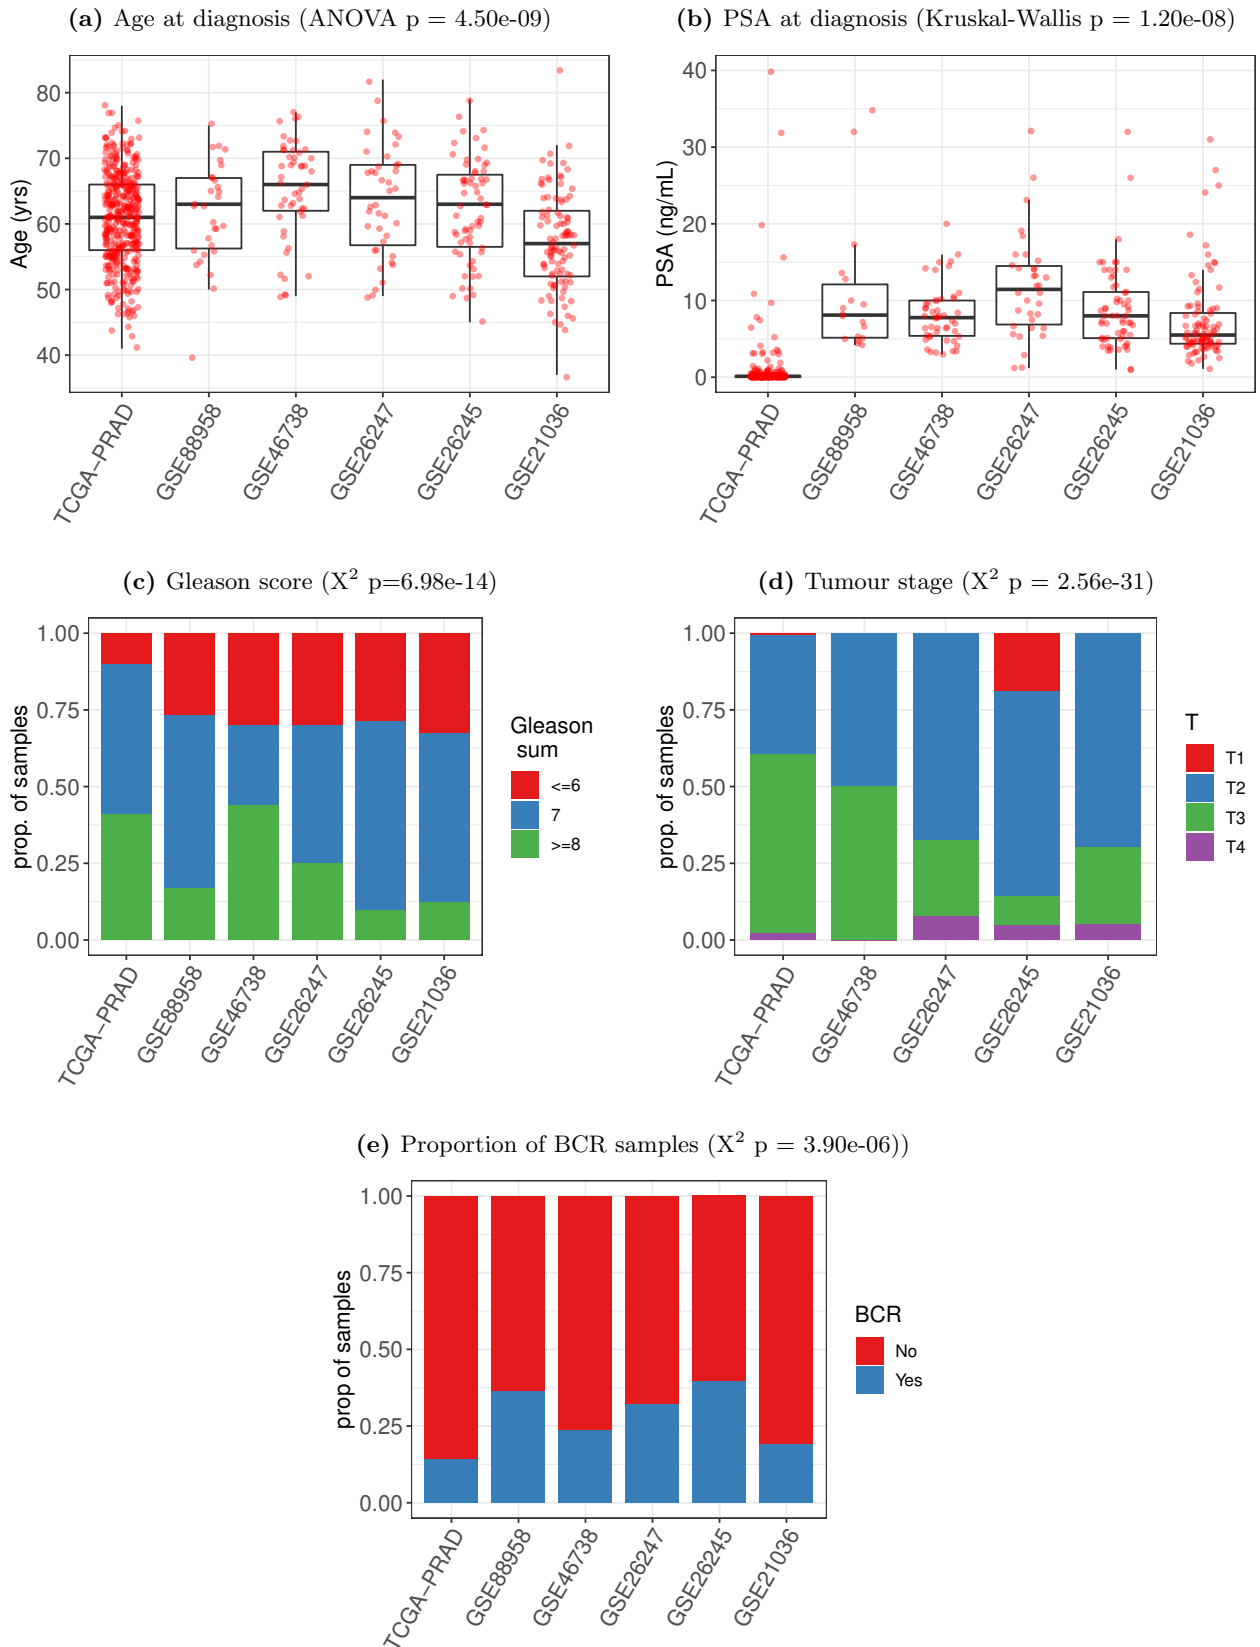 (a) Age at diagnosis (ANOVA p = 4.50e-09)
Age (yrs)
80
70
60
50
40
TCGA−PRAD
GSE88958
GSE46738
GSE26247
GSE26245
GSE21036
(b) PSA at diagnosis (Kruskal-Wallis p = 1.20e-08)
PSA (ng/mL)
40
30
20
10
0
TCGA−PRAD
GSE88958
GSE46738
GSE26247
GSE26245
GSE21036
(c) Gleason score (X² p=6.98e-14)
prop. of samples
1.00
0.75
0.50
0.25
0.00
TCGA−PRAD
GSE88958
GSE46738
GSE26247
GSE26245
GSE21036
Gleason
sum
<=6
7
>=8
(d) Tumour stage (X² p = 2.56e-31)
prop. of samples
1.00
0.75
0.50
0.25
0.00
TCGA−PRAD
GSE46738
GSE26247
GSE26245
GSE21036
T
T1
T2
T3
T4
(e) Proportion of BCR samples (X² p = 3.90e-06))
prop of samples
1.00
0.75
0.50
0.25
0.00
TCGA−PRAD
GSE88958
GSE46738
GSE26247
GSE26245
GSE21036
BCR
No
Yes